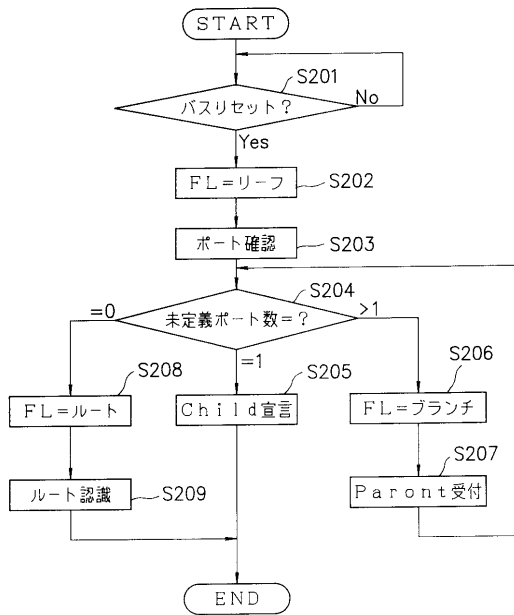 START
S201
バスリセット？
No
Yes
FL＝リーフ
S202
ポート確認
S203
S204
=0
未定義ポート数＝？
>1
=1
S208
S205
S206
FL＝ルート
Child宣言
FL＝ブランチ
S207
ルート認識
S209
Paront受付
END